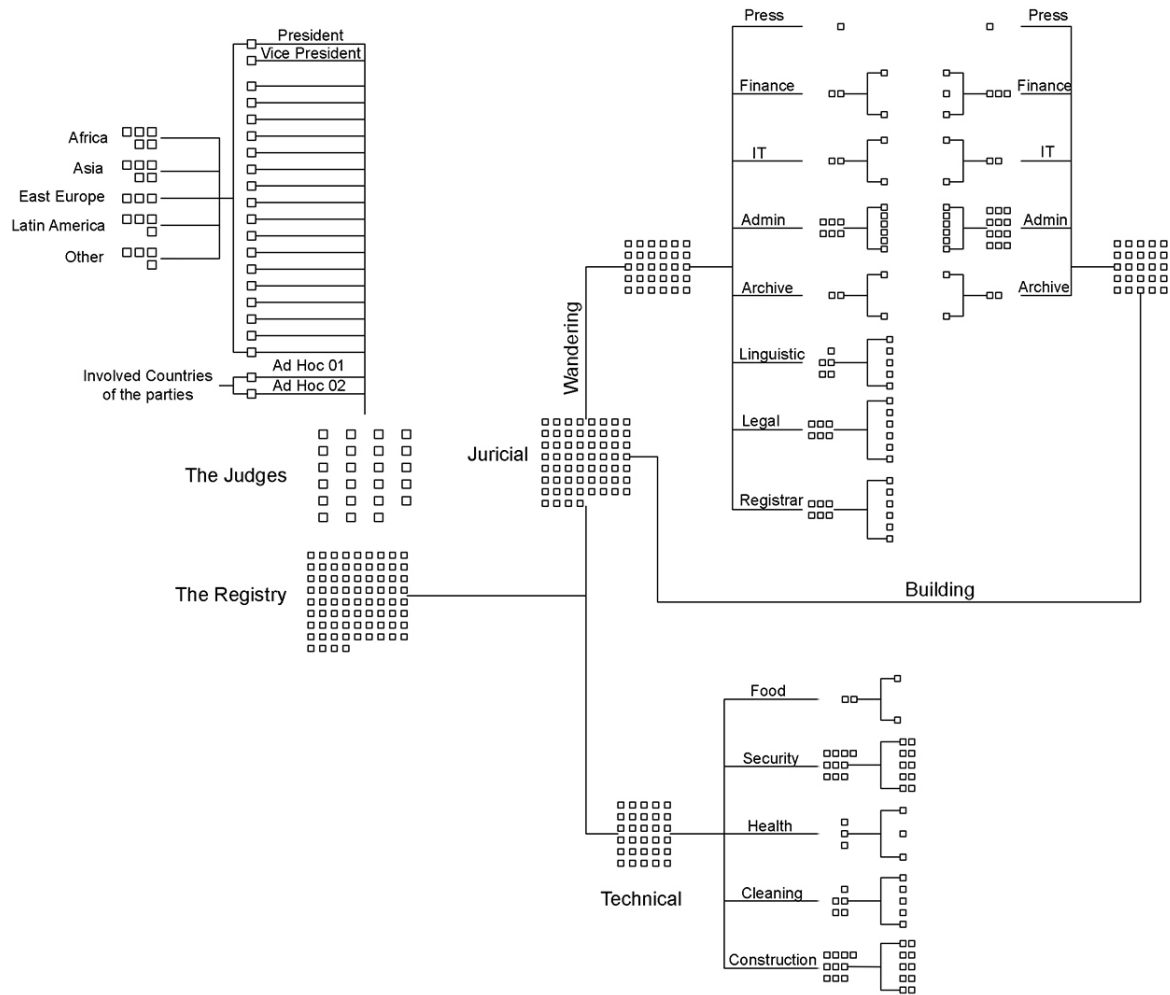 President
Vice President
Africa
Asia
East Europe
Latin America
Other
Ad Hoc 01
Ad Hoc 02
Involved Countries
of the parties
The Judges
The Registry
Juricial
Wandering
Press
Finance
IT
Admin
Archive
Linguistic
Legal
Registrar
Press
Finance
IT
Admin
Archive
Building
Technical
Food
Security
Health
Cleaning
Construction